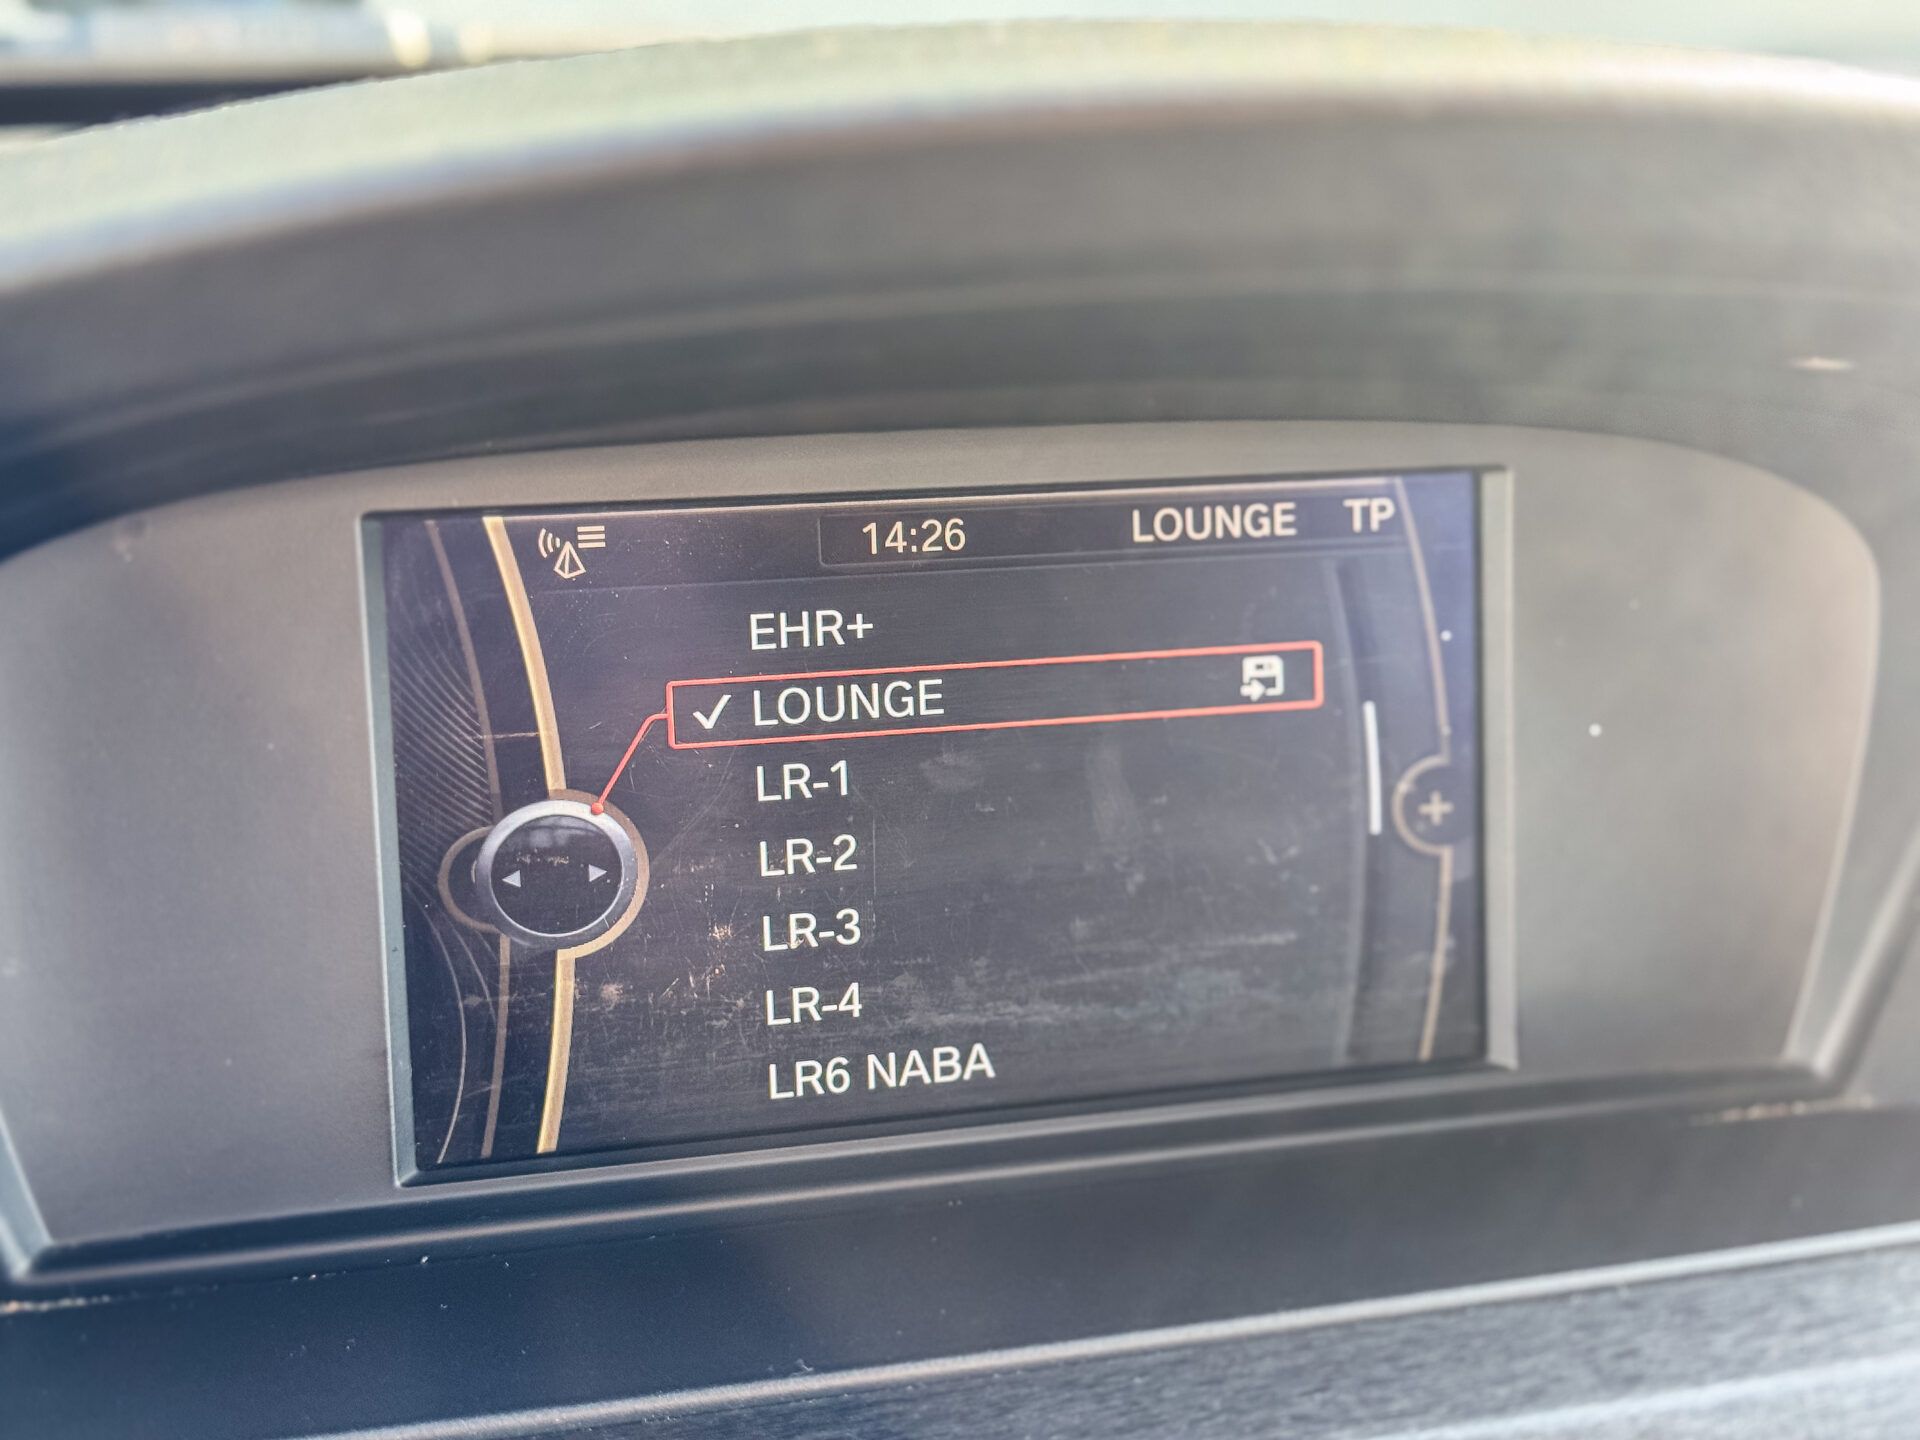 14:26 LOUNGE TP
EHR+
LOUNGE
LR-1
LR-2
LR-3
LR-4
LR6 NABA